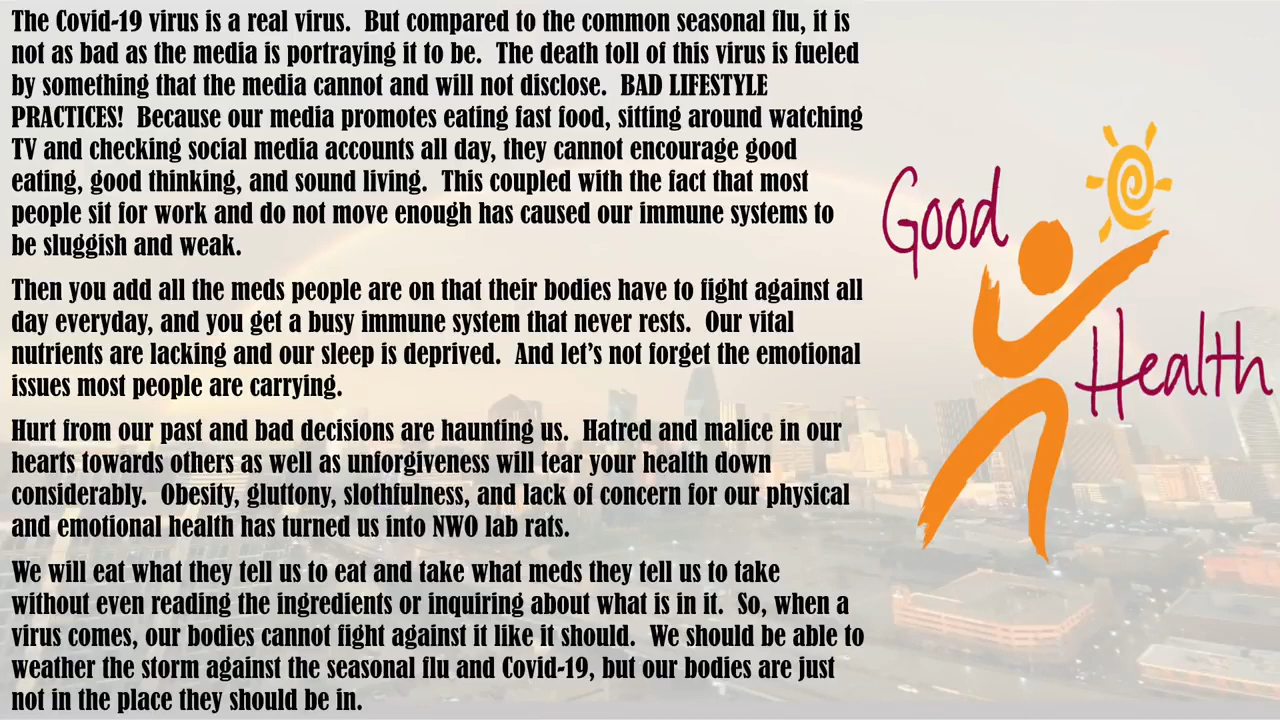 The Covid-19 virus is a real virus.  But compared to the common seasonal flu, it is
not as bad as the media is portraying it to be.  The death toll of this virus is fueled
by something that the media cannot and will not disclose.  BAD LIFESTYLE
PRACTICES!  Because our media promotes eating fast food, sitting around watching
TV and checking social media accounts all day, they cannot encourage good
eating, good thinking, and sound living.  This coupled with the fact that most
people sit for work and do not move enough has caused our immune systems to
be sluggish and weak.
Then you add all the meds people are on that their bodies have to fight against all
day everyday, and you get a busy immune system that never rests.  Our vital
nutrients are lacking and our sleep is deprived.  And let’s not forget the emotional
issues most people are carrying.
Hurt from our past and bad decisions are haunting us.  Hatred and malice in our
hearts towards others as well as unforgiveness will tear your health down
considerably.  Obesity, gluttony, slothfulness, and lack of concern for our physical
and emotional health has turned us into NWO lab rats.
We will eat what they tell us to eat and take what meds they tell us to take
without even reading the ingredients or inquiring about what is in it.  So, when a
virus comes, our bodies cannot fight against it like it should.  We should be able to
weather the storm against the seasonal flu and Covid-19, but our bodies are just
not in the place they should be in.
Good
Health